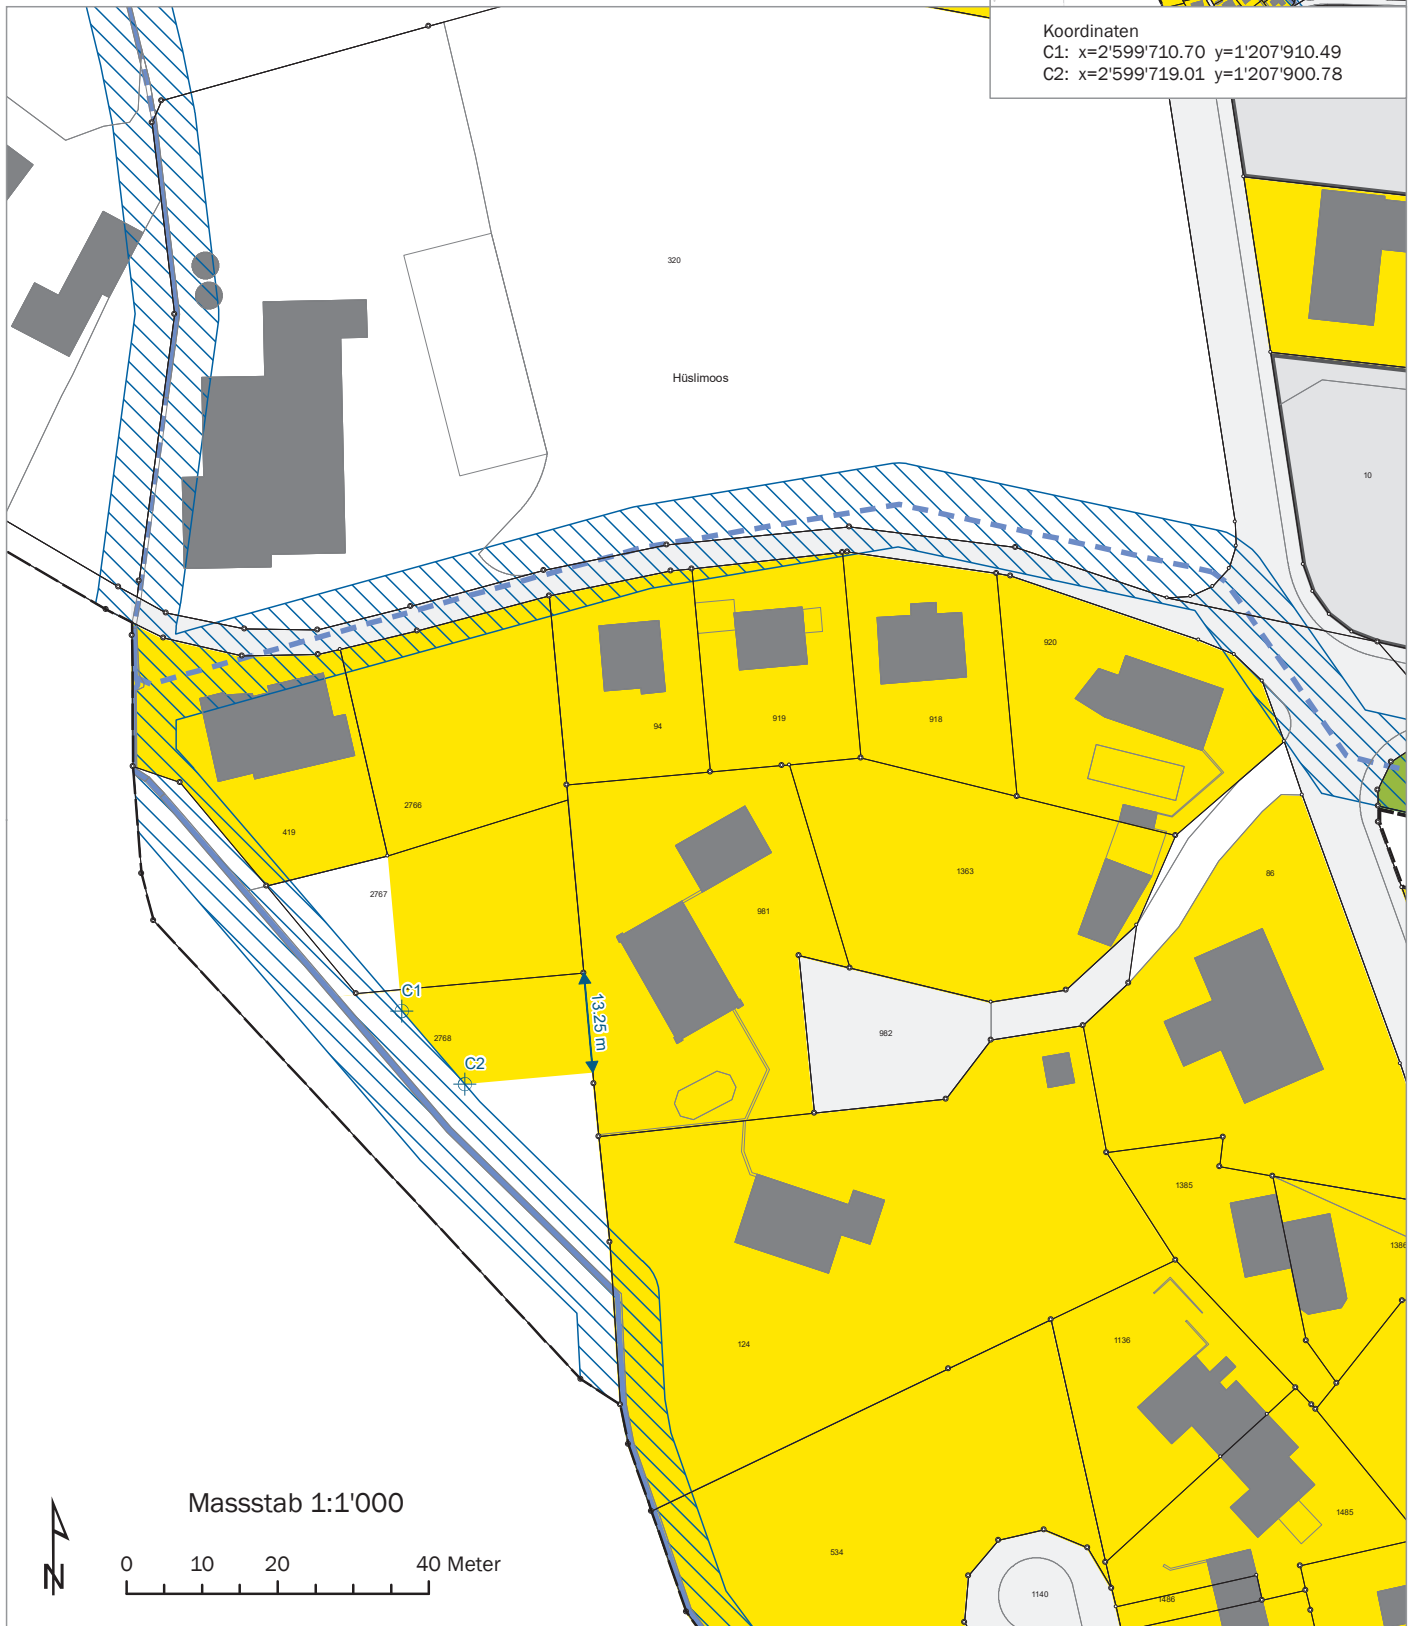 Koordinaten
C1: x=2'599'710.70 y=1'207'910.49
C2: x=2'599'719.01 y=1'207'900.78
320
Hüslimoos
10
920
94
919
918
2766
419
1363
86
2767
981
C1
13.25 m
982
2768
C2
1385
1386
124
1136
Massstab 1:1'000
1485
534
N
0 10 20 40 Meter
1140
1486